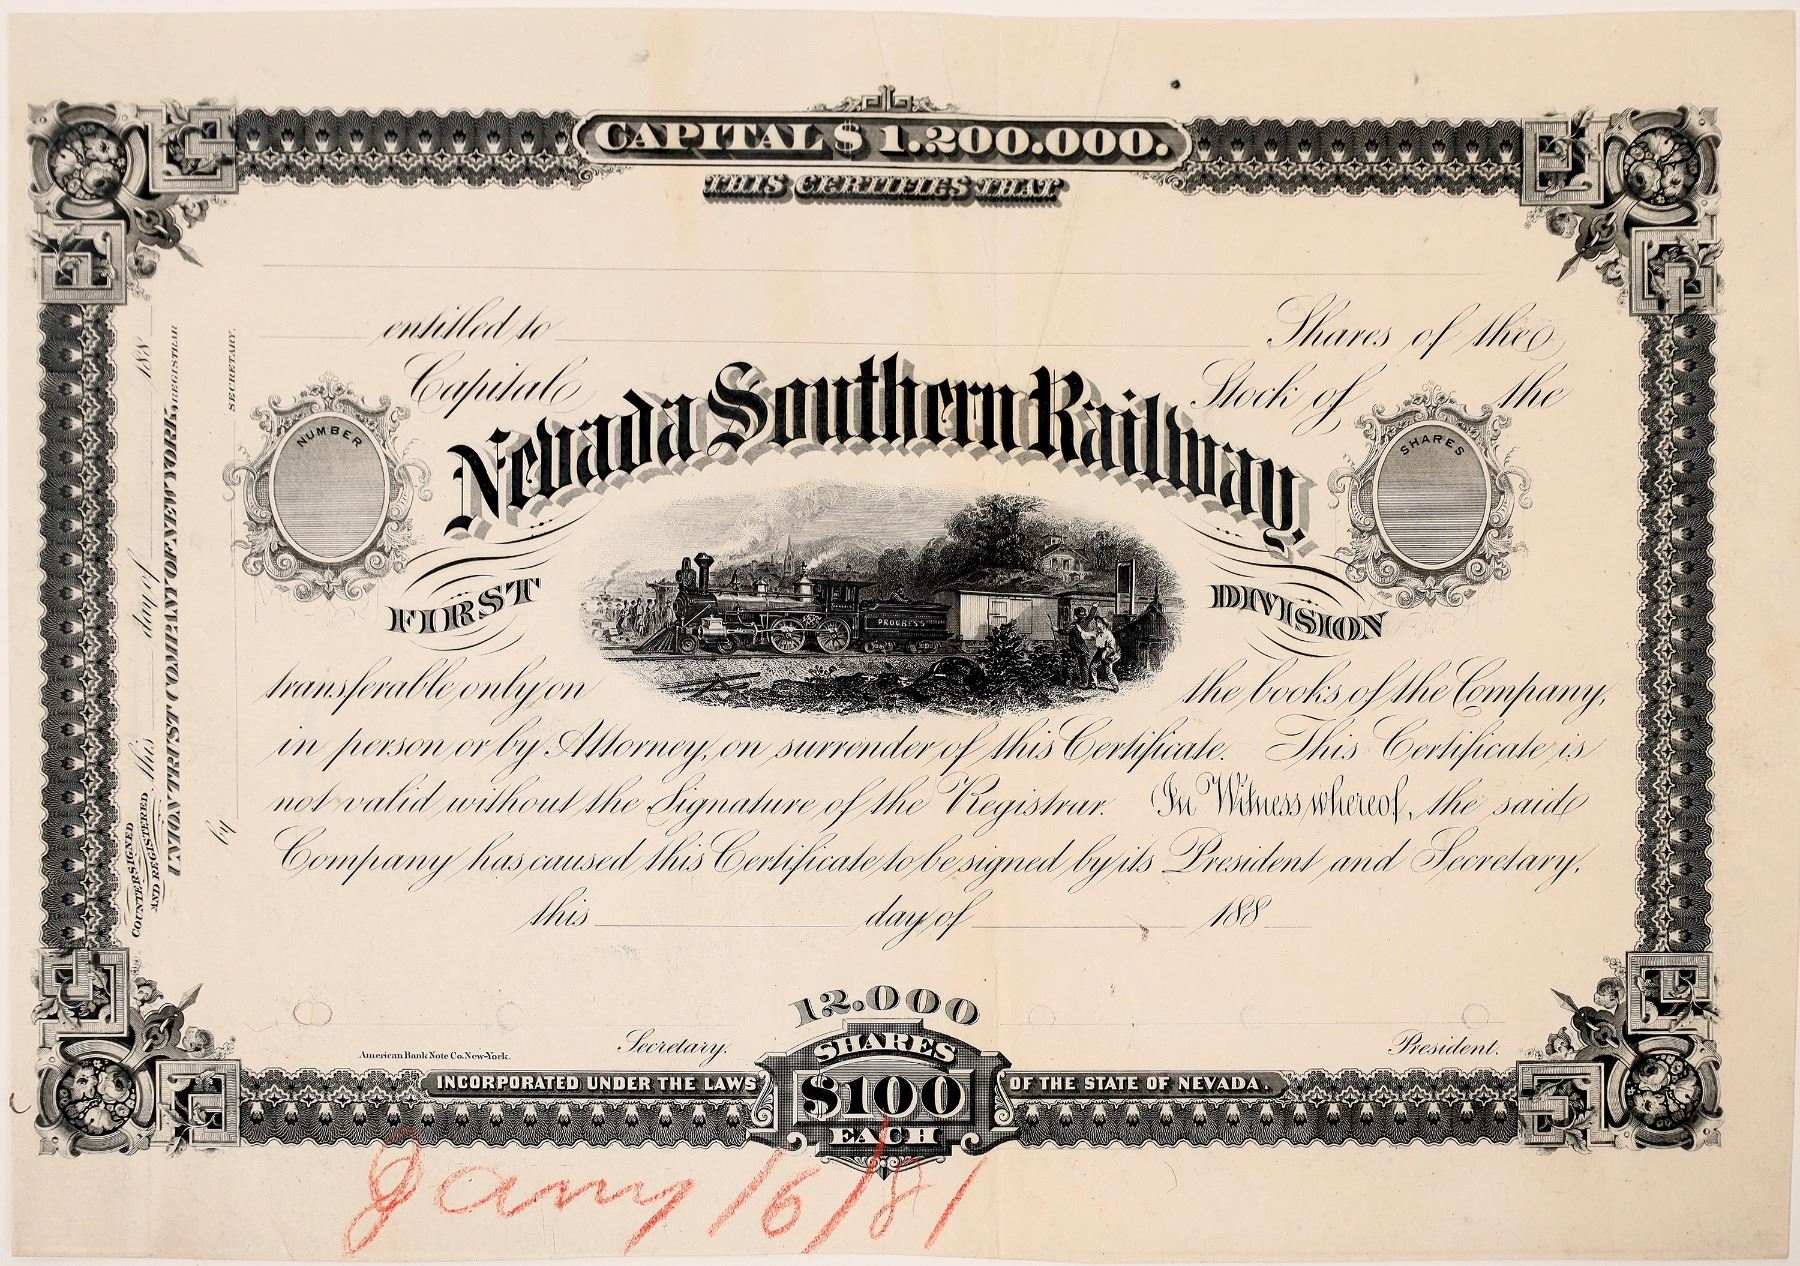 CAPITAL $ 1.200.000.
THIS CERTIFIES THAT
entitled to Shares of the
Capital Stock of the
Nevada Southern Railway,
NUMBER
SHARES
FIRST DIVISION
PROGRESS
transferable only on the books of the Company,
in person or by Attorney, on surrender of this Certificate. This Certificate is
not valid without the Signature of the Registrar. In Witness whereof, the said
Company has caused this Certificate to be signed by its President and Secretary,
this day of 188
Secretary. President.
American Bank Note Co. New-York.
12.000
SHARES
$100
EACH
INCORPORATED UNDER THE LAWS OF THE STATE OF NEVADA.
COUNTERSIGNED
AND REGISTERED this day of 188
UNION TRUST COMPANY OF NEW YORK, REGISTRAR
by SECRETARY.
Jany 16/81